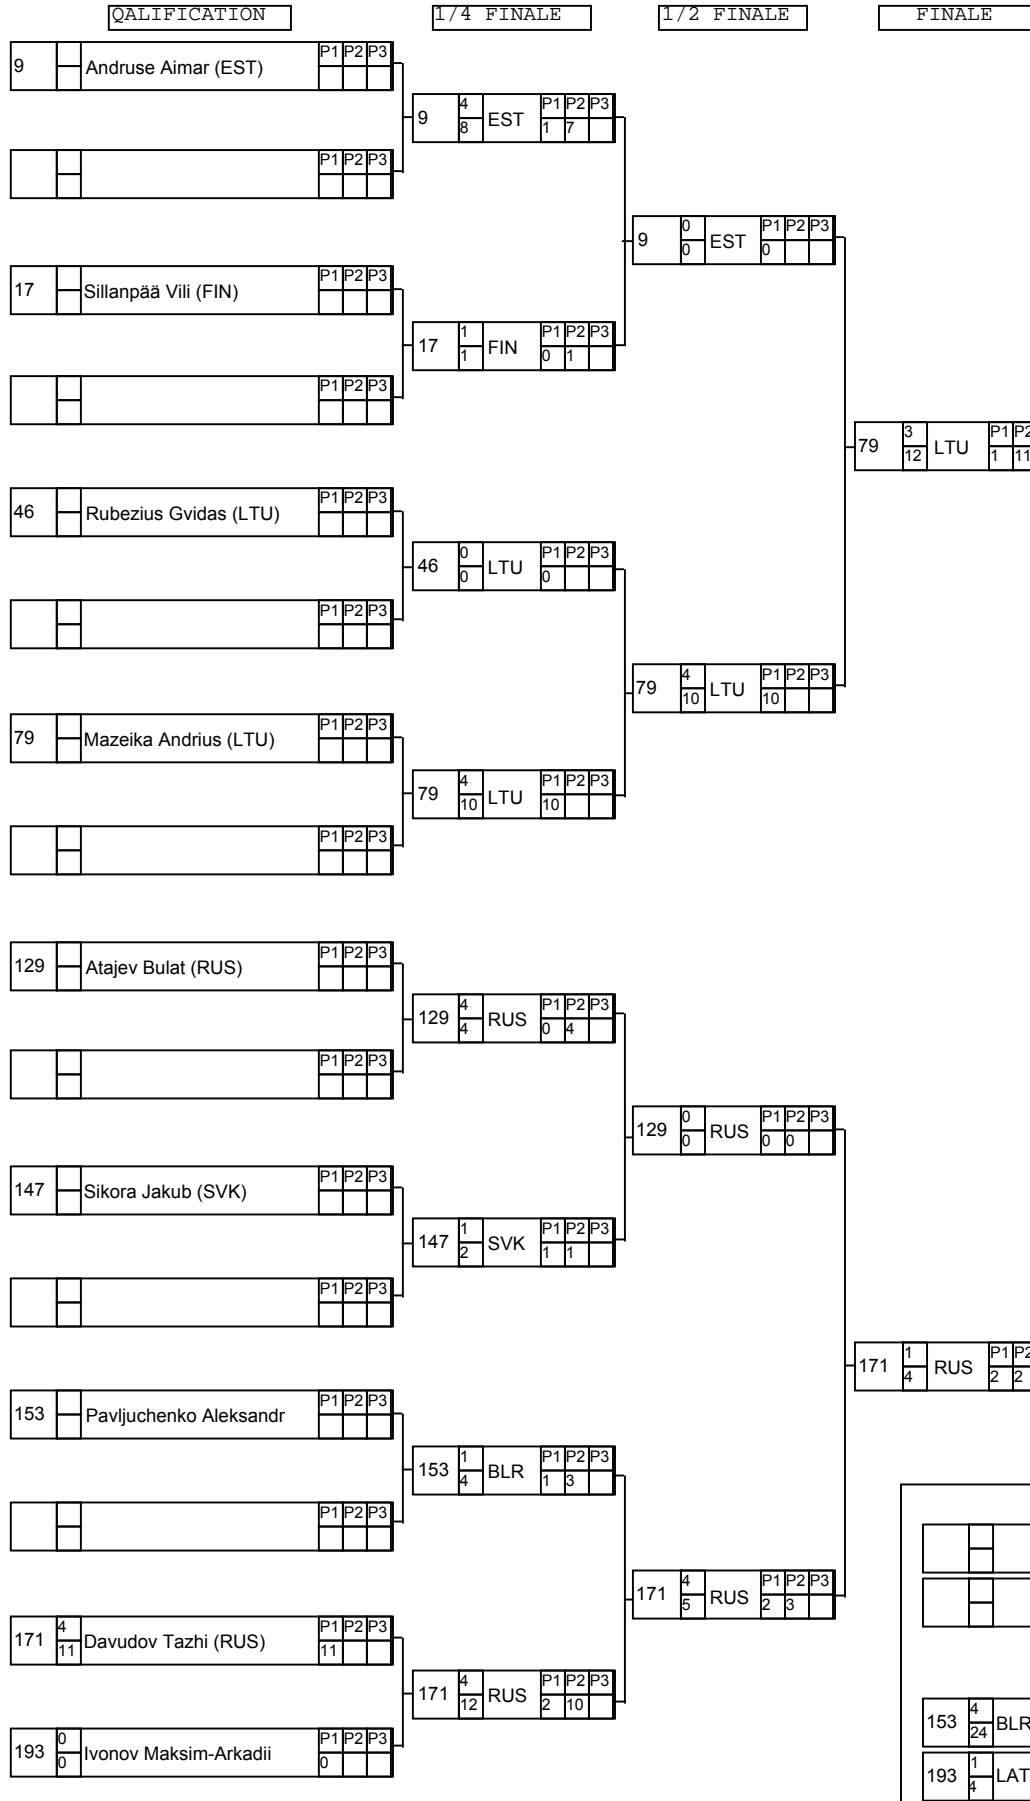 QALIFICATION 1/4 FINALE 1/2 FINALE FINALE
9 Andruse Aimar (EST) P1 P2 P3
9 4 8 EST P1 P2 P3 1 7
P1 P2 P3
9 0 0 EST P1 P2 P3 0
17 Sillanpää Vili (FIN) P1 P2 P3
17 1 1 FIN P1 P2 P3 0 1
P1 P2 P3
79 3 12 LTU P1 P2 1 11
46 Rubezius Gvidas (LTU) P1 P2 P3
46 0 0 LTU P1 P2 P3 0
P1 P2 P3
79 4 10 LTU P1 P2 P3 10
79 Mazeika Andrius (LTU) P1 P2 P3
79 4 10 LTU P1 P2 P3 10
P1 P2 P3
129 Atajev Bulat (RUS) P1 P2 P3
129 4 4 RUS P1 P2 P3 0 4
P1 P2 P3
129 0 0 RUS P1 P2 P3 0 0
147 Sikora Jakub (SVK) P1 P2 P3
147 1 2 SVK P1 P2 P3 1 1
P1 P2 P3
171 1 4 RUS P1 P2 2 2
153 Pavljuchenko Aleksandr P1 P2 P3
153 1 4 BLR P1 P2 P3 1 3
P1 P2 P3
171 4 5 RUS P1 P2 P3 2 3
171 4 11 Davudov Tazhi (RUS) P1 P2 P3 11
171 4 12 RUS P1 P2 P3 2 10
153 4 24 BLR
193 0 0 Ivonov Maksim-Arkadii P1 P2 P3 0
193 1 4 LAT